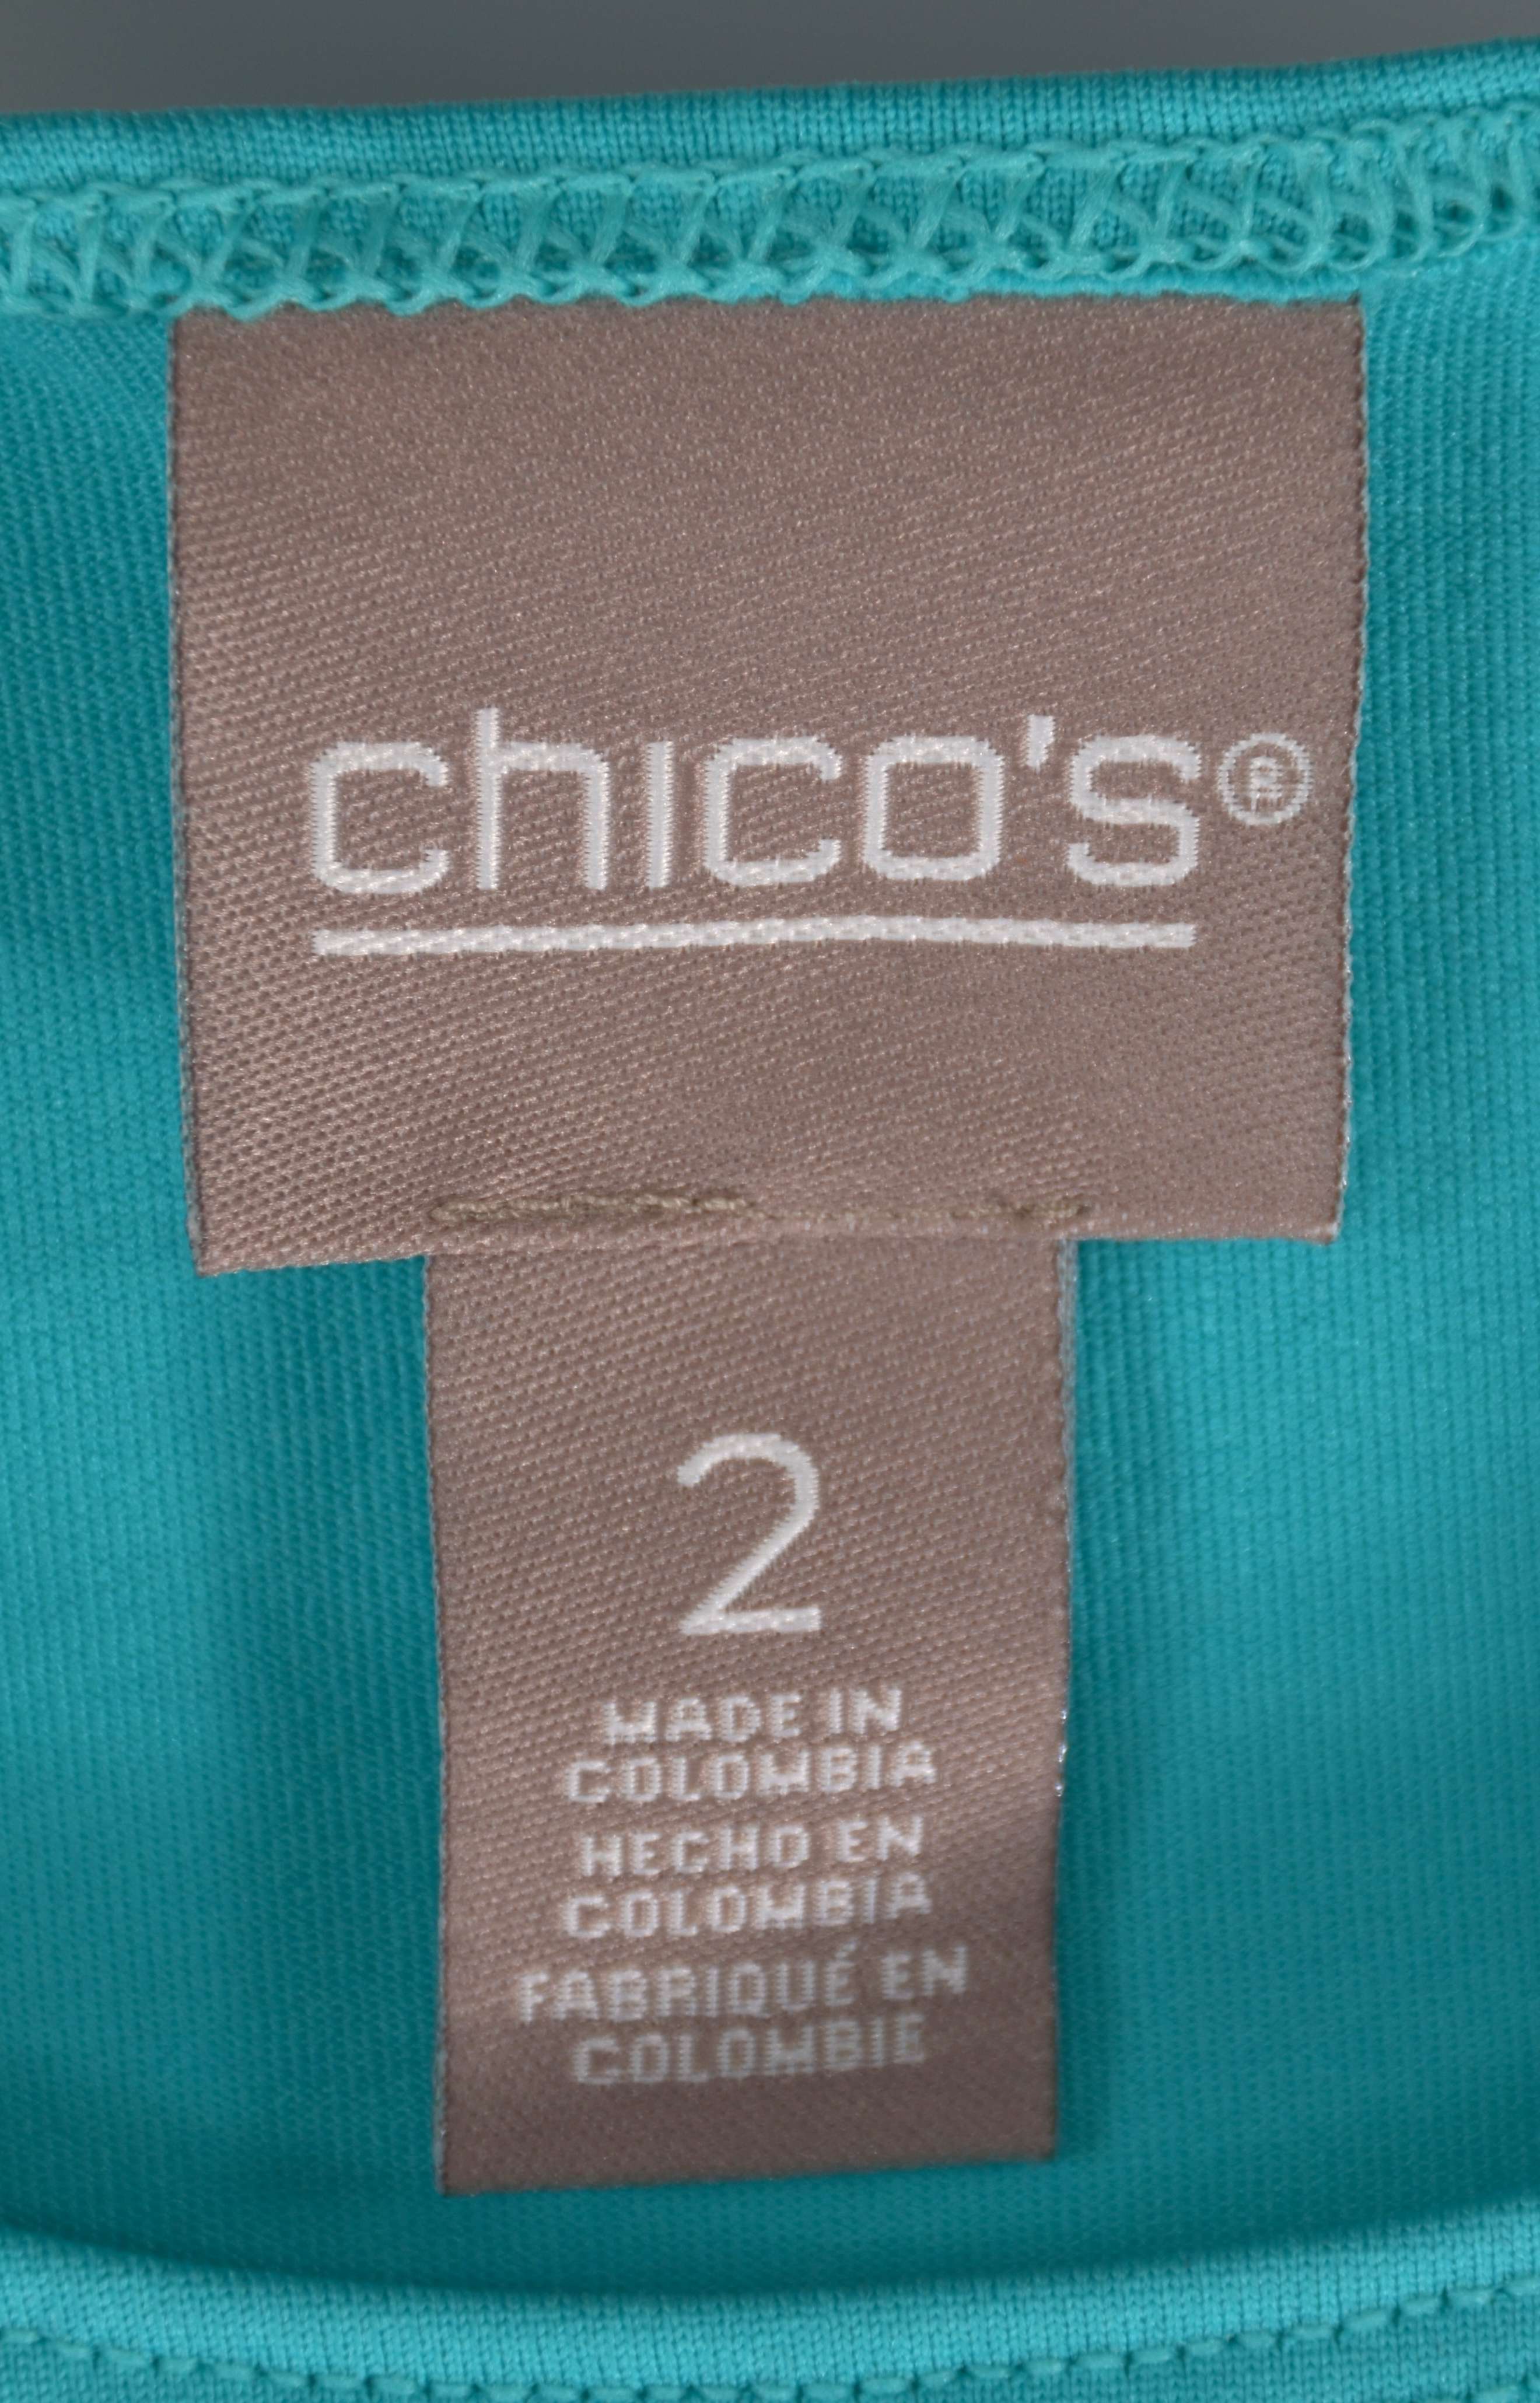 chico's®
2
MADE IN
COLOMBIA
HECHO EN
COLOMBIA
FABRIQUÉ EN
COLOMBIE